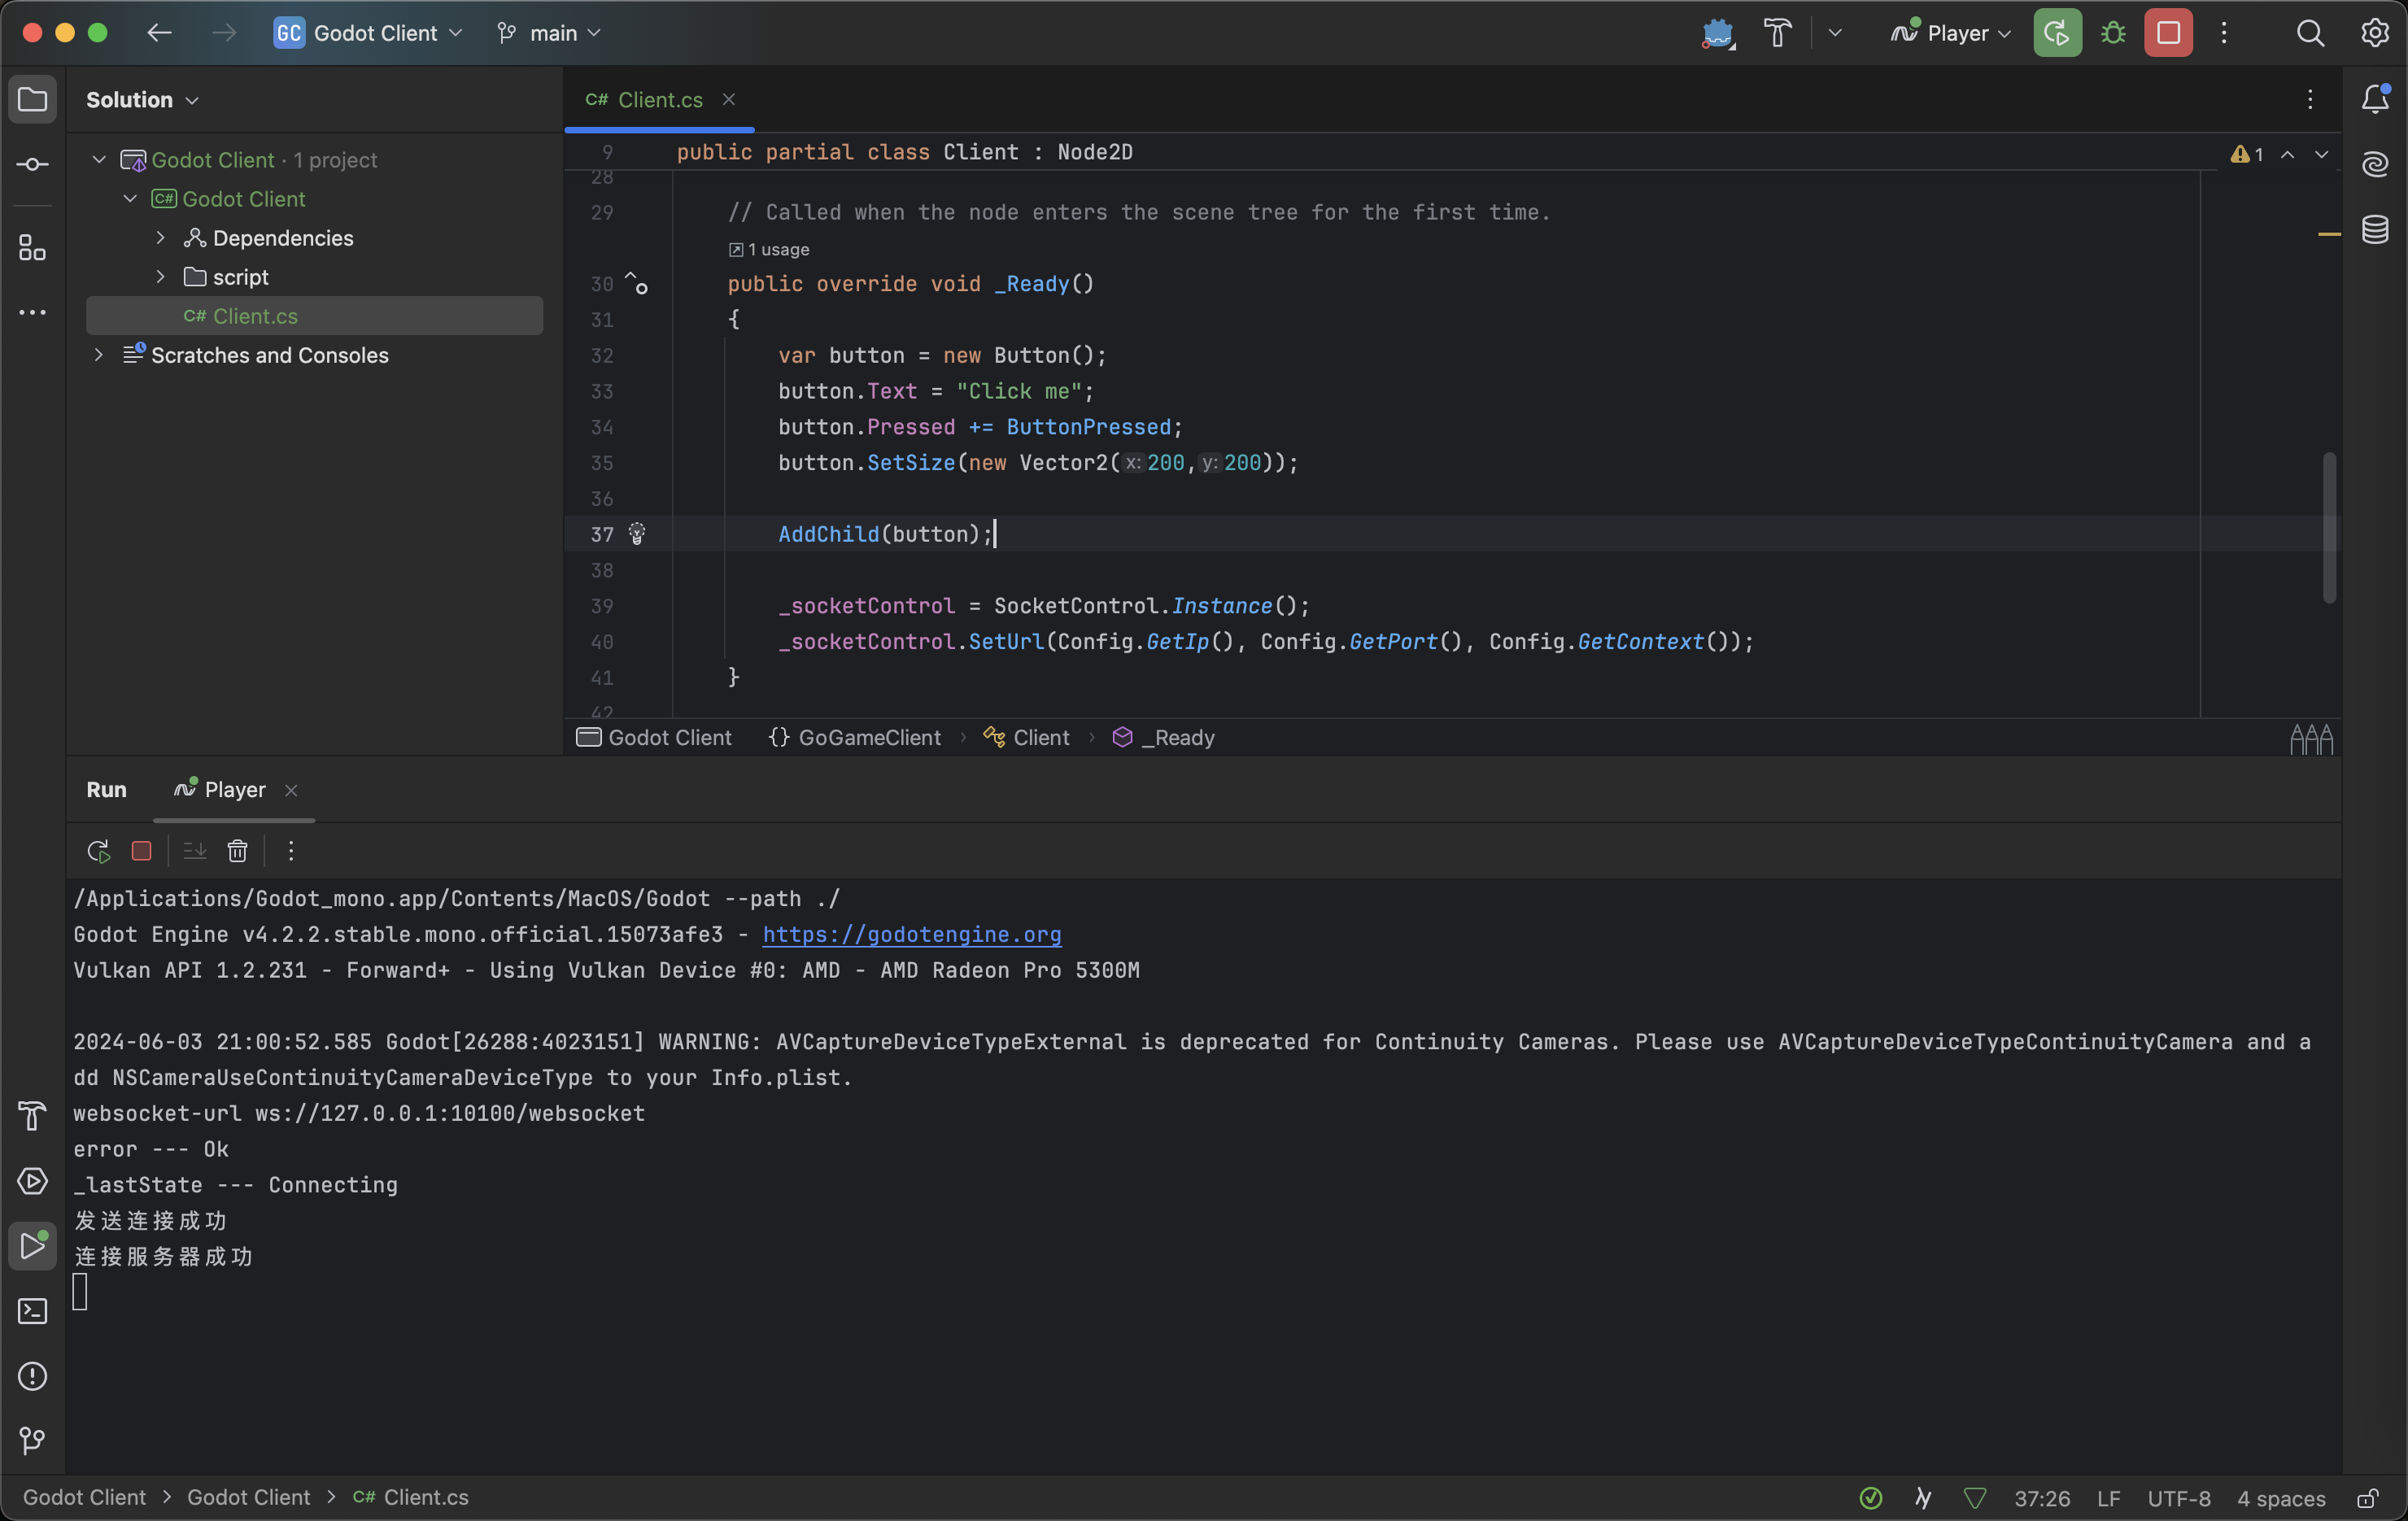 GC Godot Client main Player
Solution
C# Client.cs
Godot Client · 1 project
C# Godot Client
Dependencies
script
C# Client.cs
Scratches and Consoles
9 public partial class Client : Node2D
1
28
29 // Called when the node enters the scene tree for the first time.
1 usage
30 public override void _Ready()
31 {
32 var button = new Button();
33 button.Text = "Click me";
34 button.Pressed += ButtonPressed;
35 button.SetSize(new Vector2(x:200,y:200));
36
37 AddChild(button);
38
39 _socketControl = SocketControl.Instance();
40 _socketControl.SetUrl(Config.GetIp(), Config.GetPort(), Config.GetContext());
41 }
42
Godot Client {} GoGameClient Client _Ready
Run Player
/Applications/Godot_mono.app/Contents/MacOS/Godot --path ./
Godot Engine v4.2.2.stable.mono.official.15073afe3 - https://godotengine.org
Vulkan API 1.2.231 - Forward+ - Using Vulkan Device #0: AMD - AMD Radeon Pro 5300M
2024-06-03 21:00:52.585 Godot[26288:4023151] WARNING: AVCaptureDeviceTypeExternal is deprecated for Continuity Cameras. Please use AVCaptureDeviceTypeContinuityCamera and a
dd NSCameraUseContinuityCameraDeviceType to your Info.plist.
websocket-url ws://127.0.0.1:10100/websocket
error --- Ok
_lastState --- Connecting
发送连接成功
连接服务器成功
Godot Client > Godot Client > C# Client.cs
37:26 LF UTF-8 4 spaces